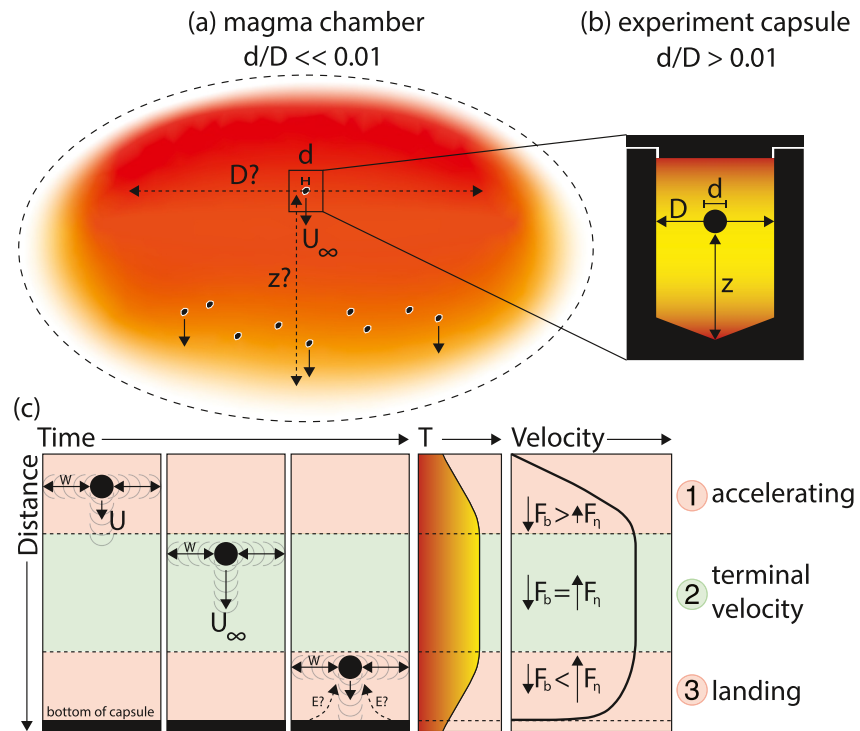 (a) magma chamber
d/D << 0.01
(b) experiment capsule
d/D > 0.01
d
D?
U∞
z?
d
D
z
(c)
Time
T
Velocity
Distance
w
U
w
U∞
w
E?
E?
bottom of capsule
Fb > Fη
Fb = Fη
Fb < Fη
1 accelerating
2 terminal
velocity
3 landing